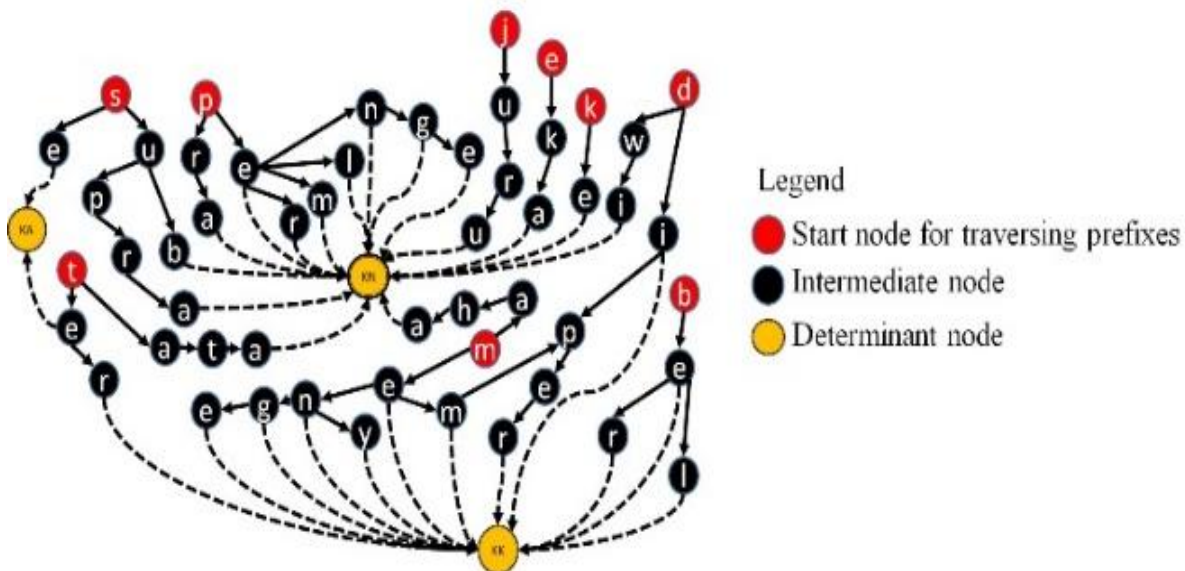 j
e
s
p
k
d
n
g
w
e
u
u
k
e
r
l
e
e
p
m
r
e
i
a
r
a
u
i
KA
r
b
t
KN
a
h
a
b
a
e
p
m
a
t
a
e
r
e
e
g
n
m
e
y
r
r
l
KK
Legend
Start node for traversing prefixes
Intermediate node
Determinant node